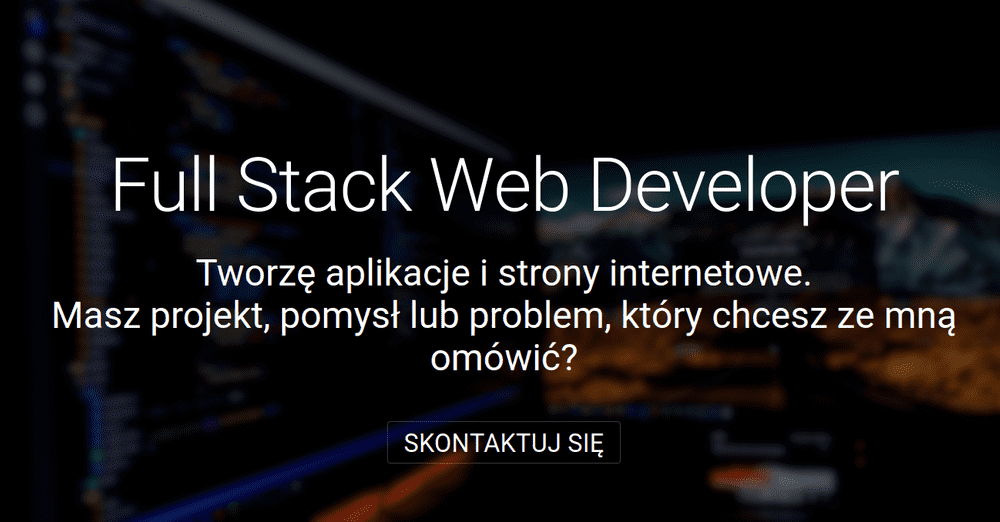 Full Stack Web Developer
Tworzę aplikacje i strony internetowe.
Masz projekt, pomysł lub problem, który chcesz ze mną
omówić?
SKONTAKTUJ SIĘ